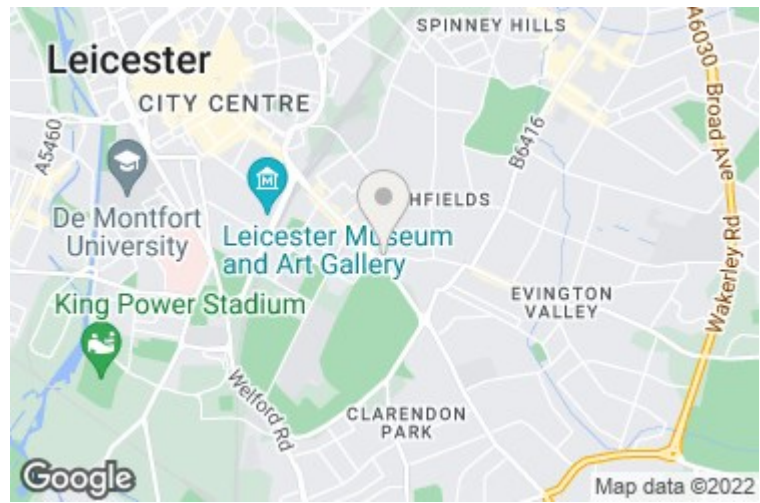 SPINNEY HILLS
Leicester
CITY CENTRE
A6030
Broad Ave
A5460
B6416
De Montfort
University
HFIELDS
Leicester Museum
and Art Gallery
Wakerley Rd
King Power Stadium
EVINGTON
VALLEY
Welford Rd
CLARENDON
PARK
Google
Map data ©2022